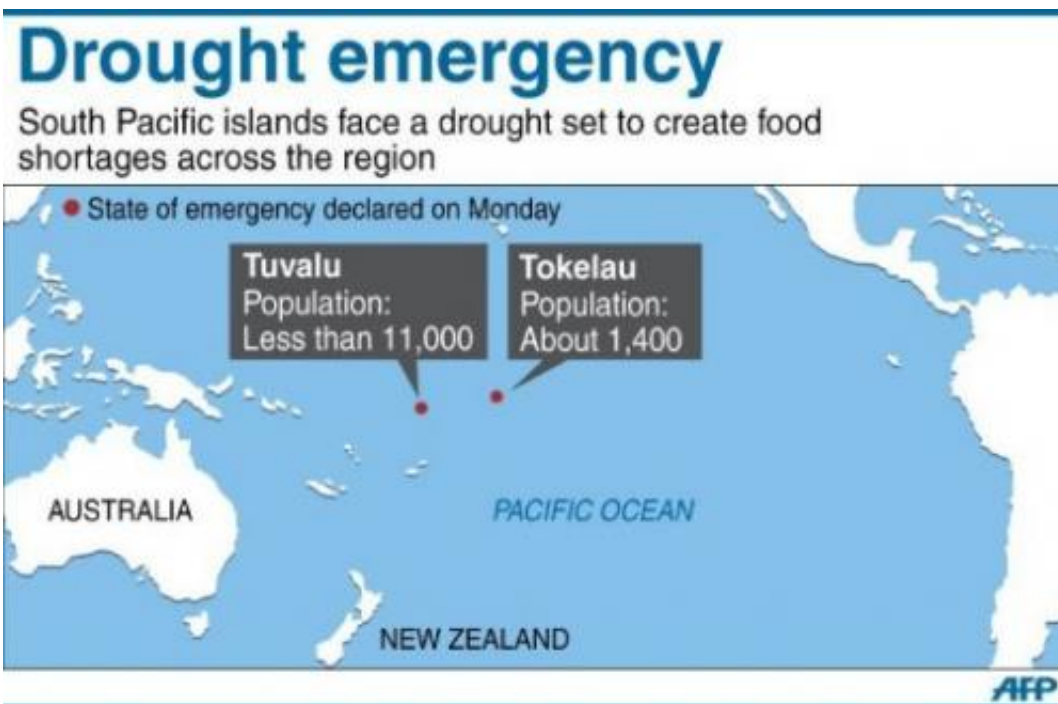 Drought emergency
South Pacific islands face a drought set to create food
shortages across the region
State of emergency declared on Monday
Tuvalu
Population:
Less than 11,000
Tokelau
Population:
About 1,400
AUSTRALIA
PACIFIC OCEAN
NEW ZEALAND
AFP